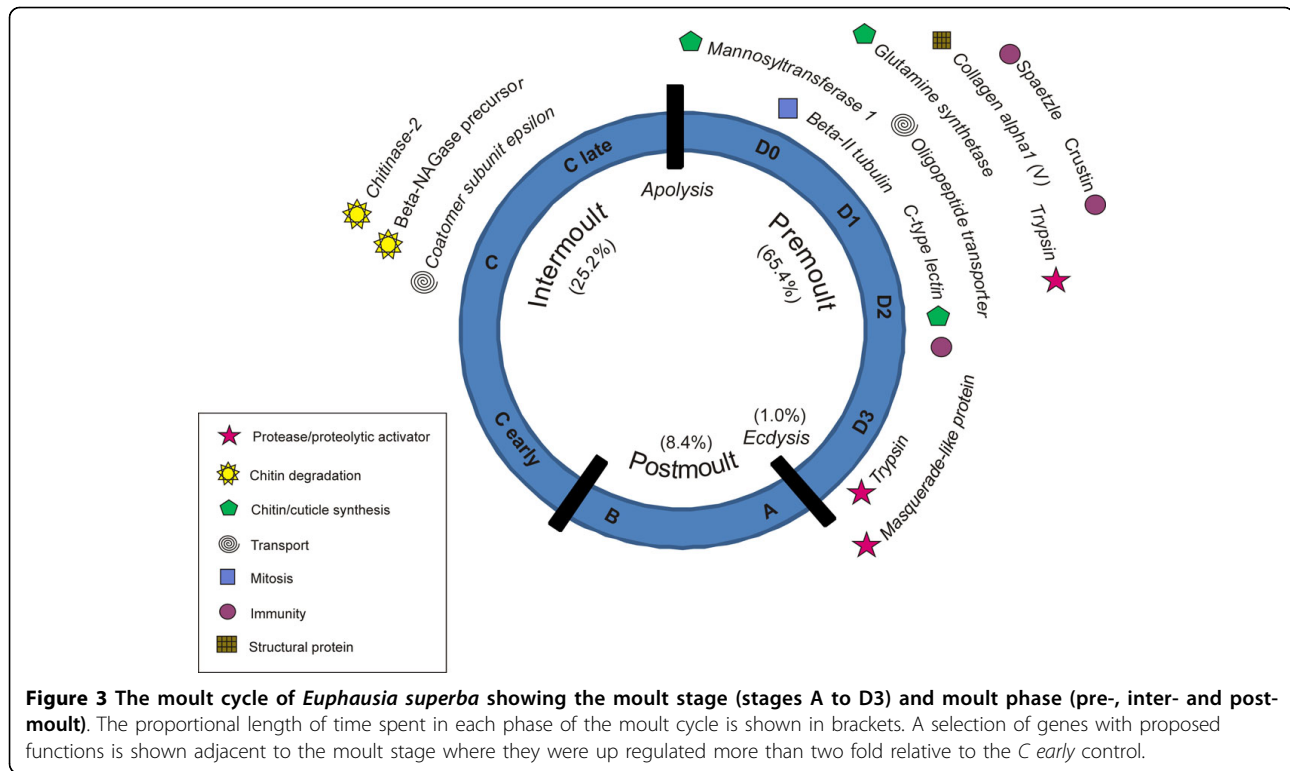 Mannosyltransferase 1
Glutamine synthetase
Collagen alpha1 (V)
Spaetzle
Crustin
Beta-II tubulin
Oligopeptide transporter
Trypsin
C-type lectin
Chitinase-2
Beta-NAGase precursor
Coatomer subunit epsilon
C late
D0
Apolysis
D1
Intermoult
(25.2%)
Premoult
(65.4%)
C
D2
C early
D3
(1.0%)
Ecdysis
(8.4%)
Postmoult
B
A
Trypsin
Masquerade-like protein
Protease/proteolytic activator
Chitin degradation
Chitin/cuticle synthesis
Transport
Mitosis
Immunity
Structural protein
Figure 3 The moult cycle of Euphausia superba showing the moult stage (stages A to D3) and moult phase (pre-, inter- and post-
moult). The proportional length of time spent in each phase of the moult cycle is shown in brackets. A selection of genes with proposed
functions is shown adjacent to the moult stage where they were up regulated more than two fold relative to the C early control.